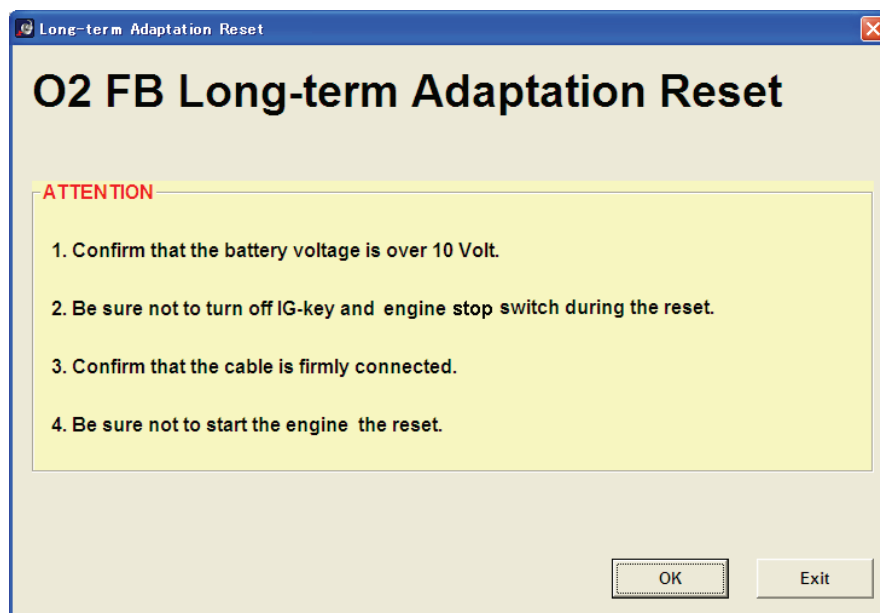 Long-term Adaptation Reset
O2 FB Long-term Adaptation Reset
ATTENTION
1. Confirm that the battery voltage is over 10 Volt.
2. Be sure not to turn off IG-key and engine stop switch during the reset.
3. Confirm that the cable is firmly connected.
4. Be sure not to start the engine the reset.
OK
Exit